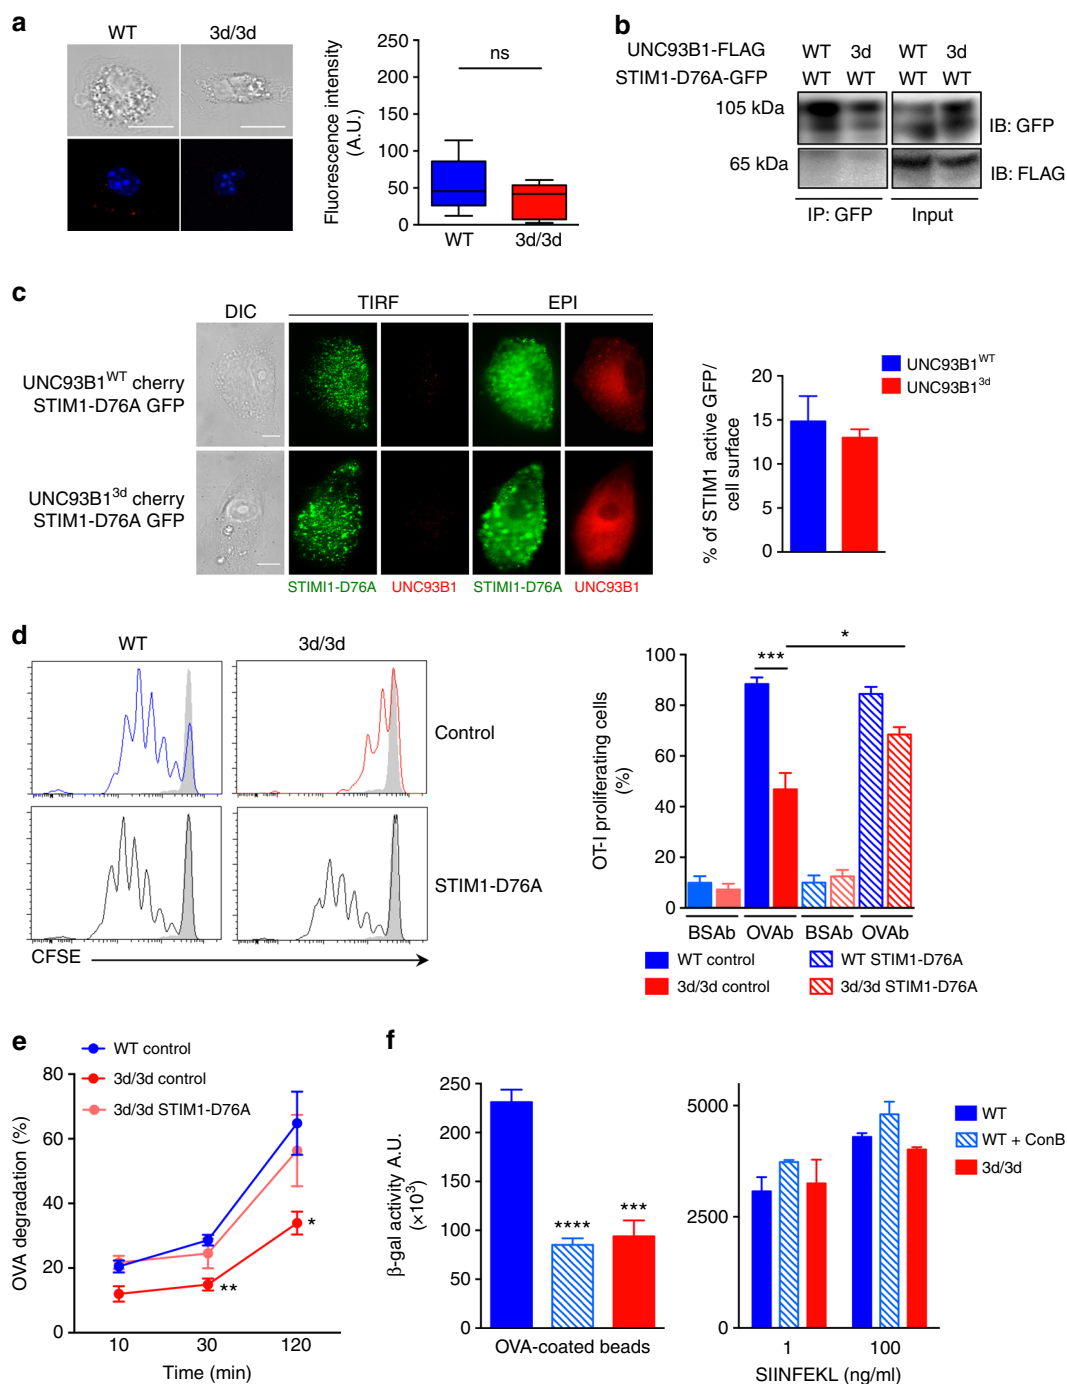 a
WT 3d/3d
Fluorescence intensity
(A.U.)
250
200
150
100
50
0
ns
WT 3d/3d
b
UNC93B1-FLAG WT 3d WT 3d
STIM1-D76A-GFP WT WT WT WT
105 kDa
IB: GFP
65 kDa
IB: FLAG
IP: GFP Input
c
DIC TIRF EPI
UNC93B1WT cherry
STIM1-D76A GFP
UNC93B13d cherry
STIM1-D76A GFP
STIMI1-D76A UNC93B1 STIMI1-D76A UNC93B1
% of STIM1 active GFP/
cell surface
20
15
10
5
0
UNC93B1WT
UNC93B13d
d
WT 3d/3d
Control
STIM1-D76A
CFSE
OT-I proliferating cells
(%)
100
80
60
40
20
0
***
*
BSAb OVAb BSAb OVAb
WT control WT STIM1-D76A
3d/3d control 3d/3d STIM1-D76A
e
WT control
3d/3d control
3d/3d STIM1-D76A
OVA degradation (%)
80
60
40
20
0
**
*
10 30 120
Time (min)
f
β-gal activity A.U.
(×10³)
250
200
150
100
50
0
****
***
OVA-coated beads
5000
2500
0
1 100
SIINFEKL (ng/ml)
WT
WT + ConB
3d/3d